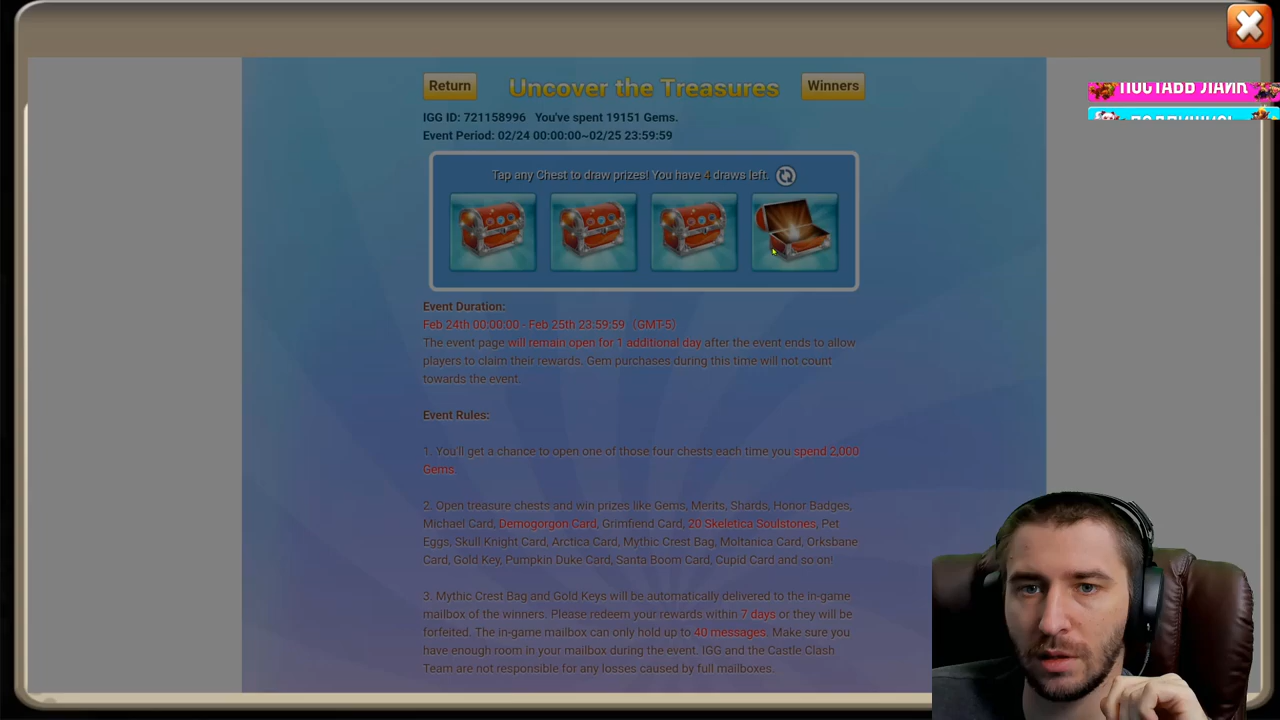 Return
Uncover the Treasures
Winners
IGG ID: 721158996 You've spent 19151 Gems.
Event Period: 02/24 00:00:00~02/25 23:59:59
Tap any Chest to draw prizes! You have 4 draws left.
Event Duration:
Feb 24th 00:00:00 - Feb 25th 23:59:59 (GMT-5)
The event page will remain open for 1 additional day after the event ends to allow
players to claim their rewards. Gem purchases during this time will not count
towards the event.
Event Rules:
1. You'll get a chance to open one of those four chests each time you spend 2,000
Gems.
2. Open treasure chests and win prizes like Gems, Merits, Shards, Honor Badges,
Michael Card, Demogorgon Card, Grimfiend Card, 20 Skeletica Soulstones, Pet
Eggs, Skull Knight Card, Arctica Card, Mythic Crest Bag, Moltanica Card, Orksbane
Card, Gold Key, Pumpkin Duke Card, Santa Boom Card, Cupid Card and so on!
3. Mythic Crest Bag and Gold Keys will be automatically delivered to the in-game
mailbox of the winners. Please redeem your rewards within 7 days or they will be
forfeited. The in-game mailbox can only hold up to 40 messages. Make sure you
have enough room in your mailbox during the event. IGG and the Castle Clash
Team are not responsible for any losses caused by full mailboxes.
ПОСТАВЬ ЛАЙК